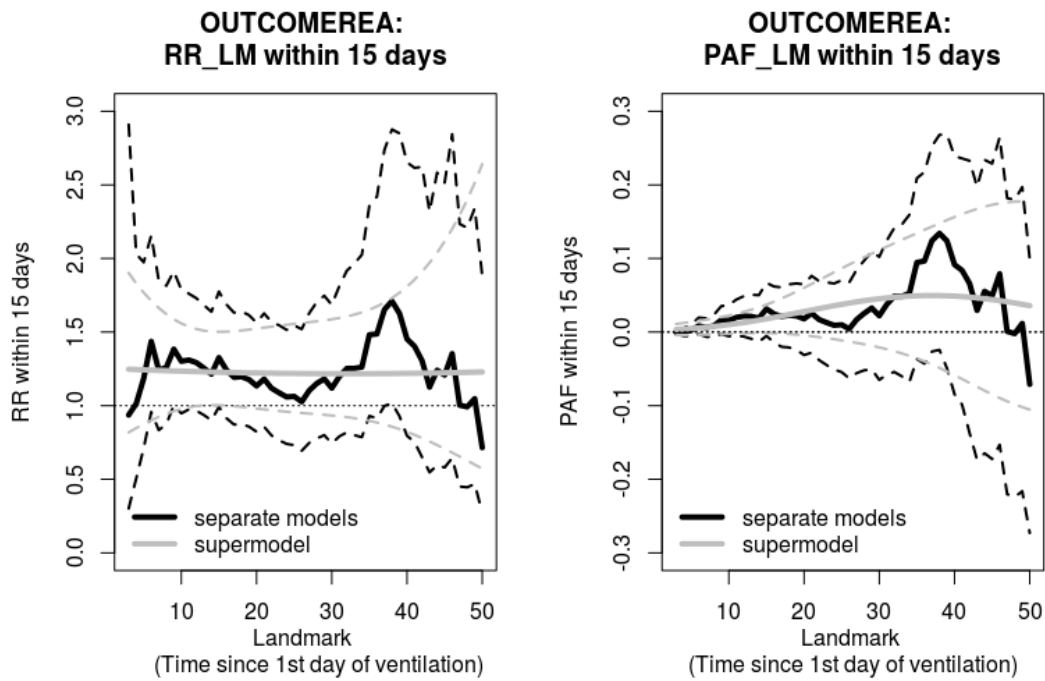 OUTCOMEREA:
RR_LM within 15 days
RR within 15 days
3.0
2.5
2.0
1.5
1.0
0.5
0.0
separate models
supermodel
10 20 30 40 50
Landmark
(Time since 1st day of ventilation)
OUTCOMEREA:
PAF_LM within 15 days
PAF within 15 days
0.3
0.2
0.1
0.0
-0.1
-0.2
-0.3
separate models
supermodel
10 20 30 40 50
Landmark
(Time since 1st day of ventilation)